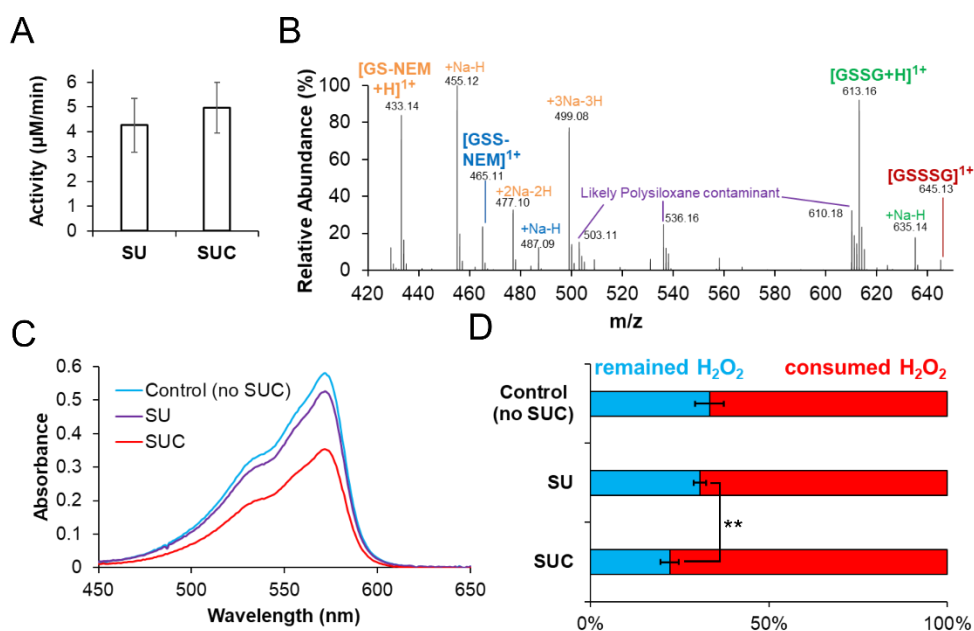 A
Activity (µM/min)
6
5
4
3
2
1
0
SU
SUC
B
Relative Abundance (%)
100
80
60
40
20
0
[GS-NEM
+H]¹⁺
433.14
+Na-H
455.12
[GSS-
NEM]¹⁺
465.11
+2Na-2H
477.10
+Na-H
487.09
+3Na-3H
499.08
Likely Polysiloxane contaminant
503.11
536.16
610.18
[GSSG+H]¹⁺
613.16
+Na-H
635.14
[GSSSG]¹⁺
645.13
420 440 460 480 500 520 540 560 580 600 620 640
m/z
C
Absorbance
0.6
0.5
0.4
0.3
0.2
0.1
0
Control (no SUC)
SU
SUC
450 500 550 600 650
Wavelength (nm)
D
remained H₂O₂ consumed H₂O₂
Control
(no SUC)
SU
**
SUC
0% 50% 100%